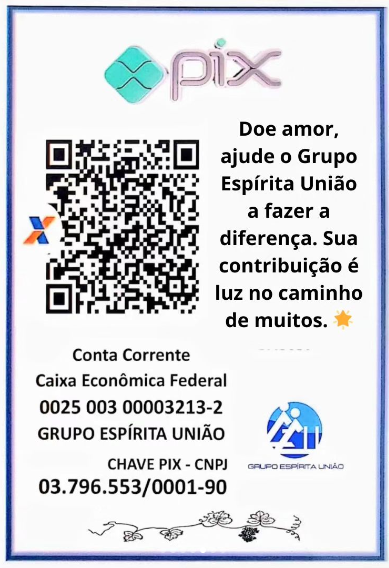 pix
Doe amor,
ajude o Grupo
Espírita União
a fazer a
diferença. Sua
contribuição é
luz no caminho
de muitos. 🌟
Conta Corrente
Caixa Econômica Federal
0025 003 00003213-2
GRUPO ESPÍRITA UNIÃO
CHAVE PIX - CNPJ
03.796.553/0001-90
GRUPO ESPÍRITA UNIÃO